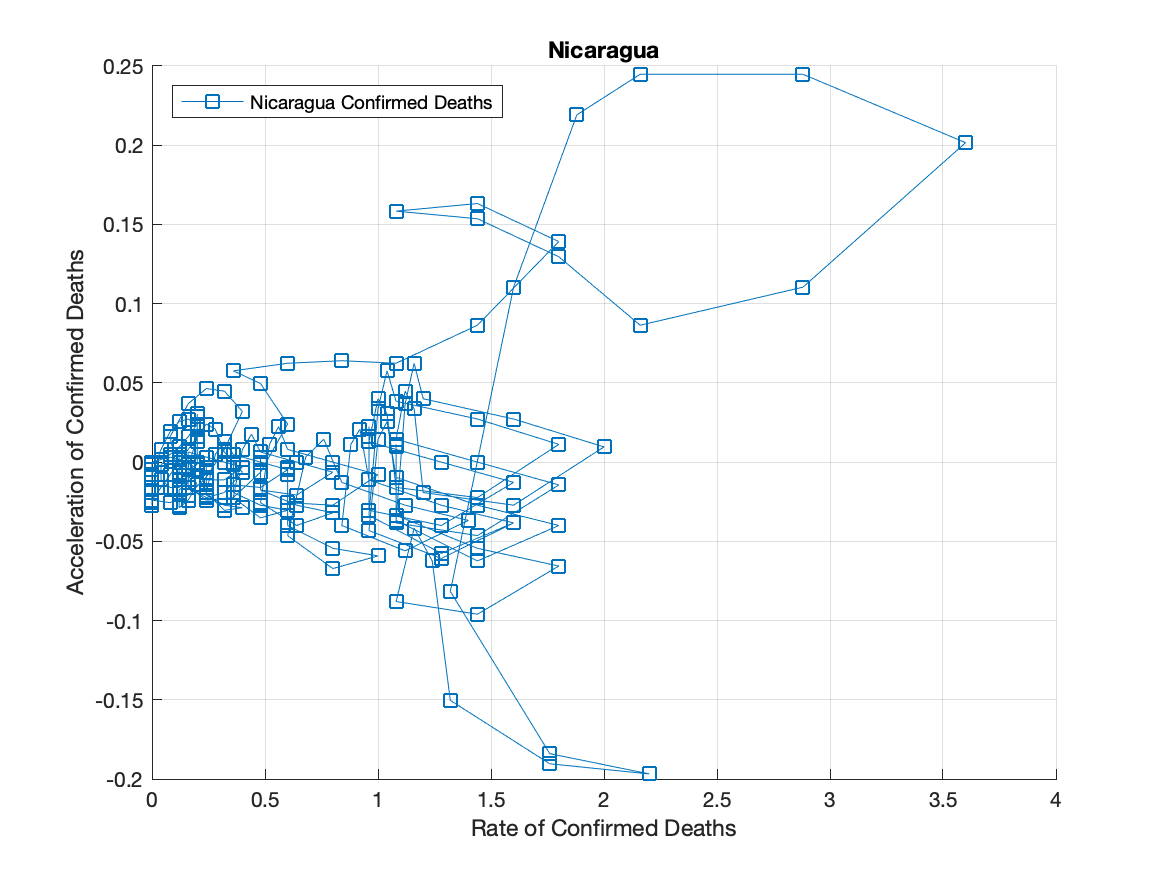 Nicaragua
Nicaragua Confirmed Deaths
Acceleration of Confirmed Deaths
0.25
0.2
0.15
0.1
0.05
0
-0.05
-0.1
-0.15
-0.2
0 0.5 1 1.5 2 2.5 3 3.5 4
Rate of Confirmed Deaths